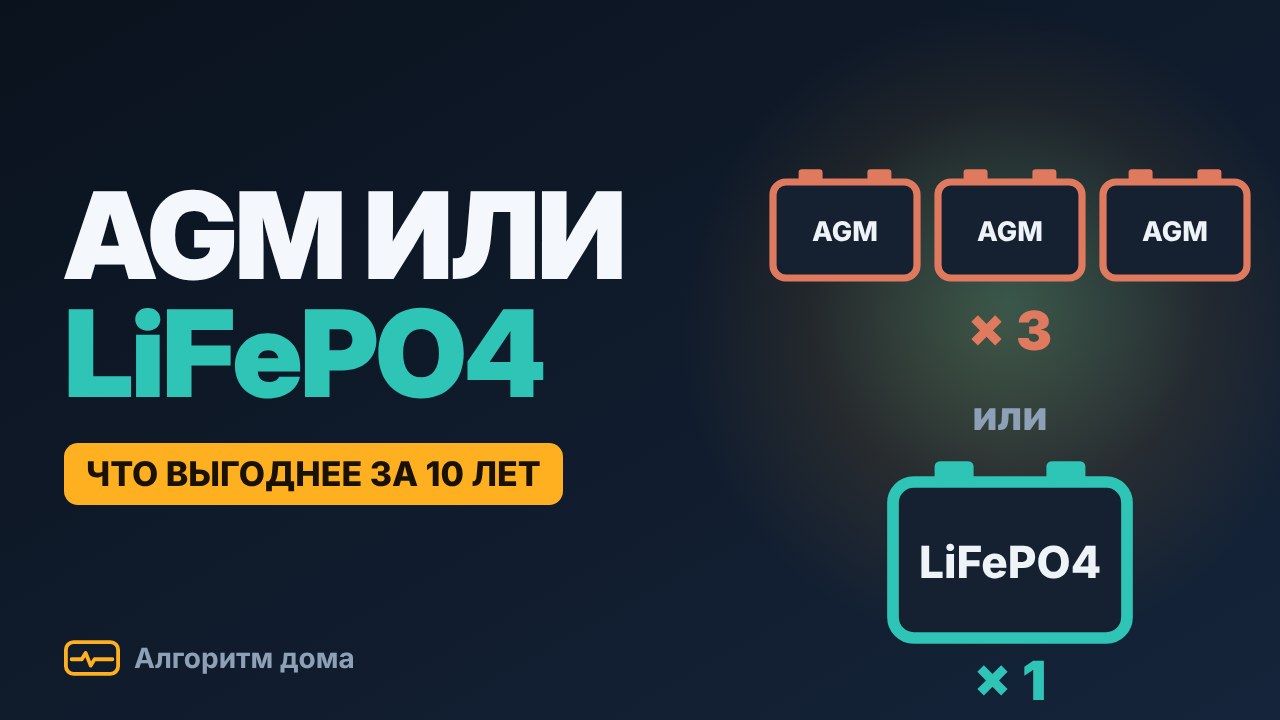 AGM ИЛИ
LiFePO4
ЧТО ВЫГОДНЕЕ ЗА 10 ЛЕТ
Алгоритм дома
AGM AGM AGM
× 3
или
LiFePO4
× 1